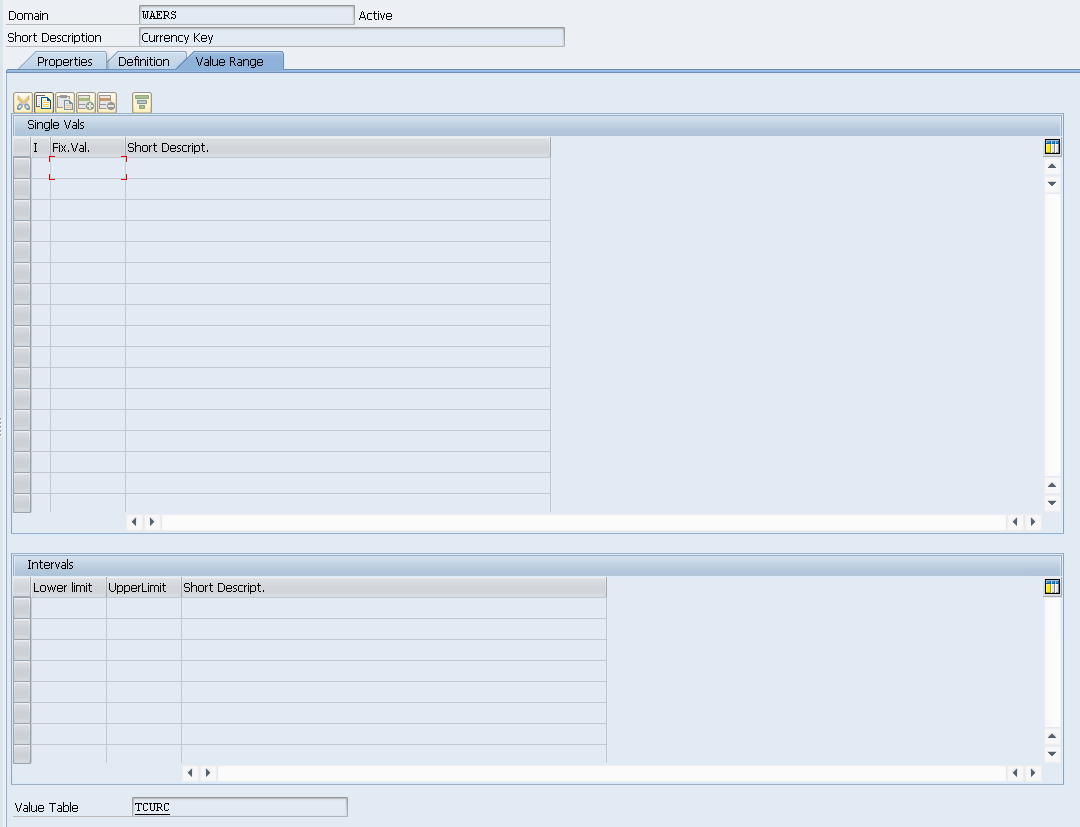 Domain WAERS Active
Short Description Currency Key
Properties Definition Value Range
Single Vals
I Fix.Val. Short Descript.
Intervals
Lower limit UpperLimit Short Descript.
Value Table TCURC